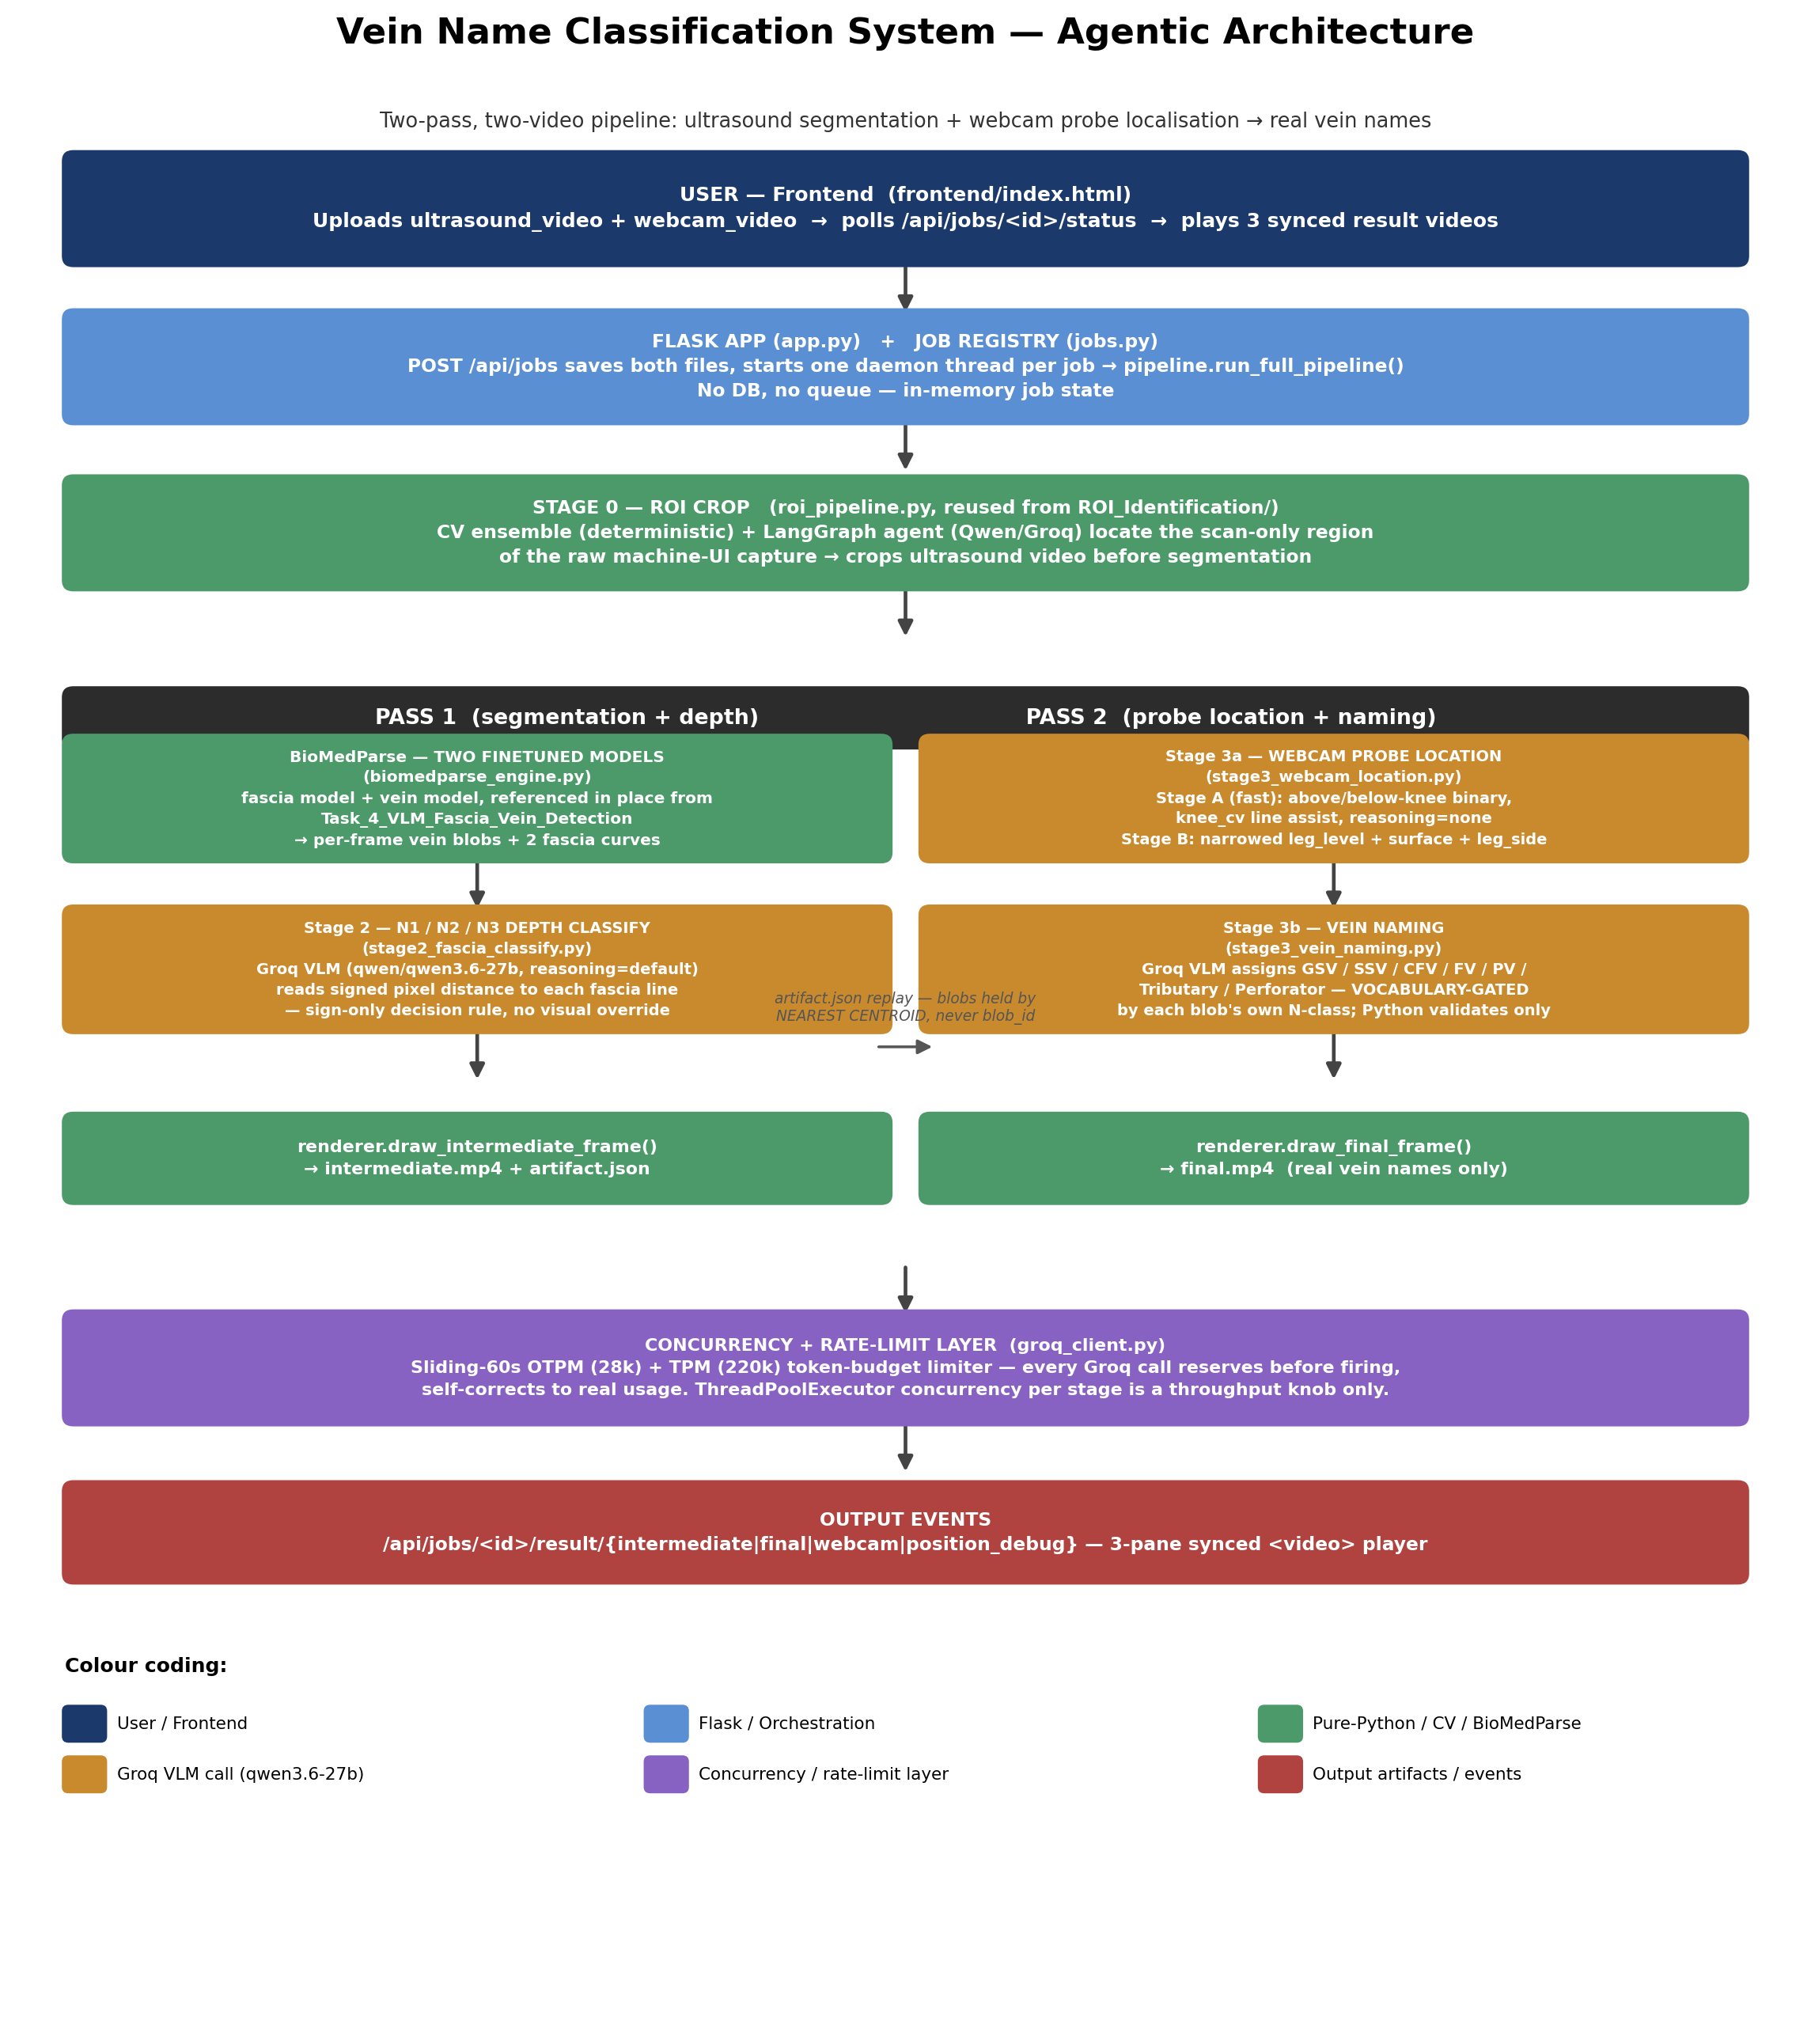 Vein Name Classification System — Agentic Architecture
Two-pass, two-video pipeline: ultrasound segmentation + webcam probe localisation → real vein names
USER — Frontend (frontend/index.html)
Uploads ultrasound_video + webcam_video → polls /api/jobs/<id>/status → plays 3 synced result videos
FLASK APP (app.py) + JOB REGISTRY (jobs.py)
POST /api/jobs saves both files, starts one daemon thread per job → pipeline.run_full_pipeline()
No DB, no queue — in-memory job state
STAGE 0 — ROI CROP (roi_pipeline.py, reused from ROI_Identification/)
CV ensemble (deterministic) + LangGraph agent (Qwen/Groq) locate the scan-only region
of the raw machine-UI capture → crops ultrasound video before segmentation
PASS 1 (segmentation + depth)
BioMedParse — TWO FINETUNED MODELS
(biomedparse_engine.py)
fascia model + vein model, referenced in place from
Task_4_VLM_Fascia_Vein_Detection
→ per-frame vein blobs + 2 fascia curves
Stage 2 — N1 / N2 / N3 DEPTH CLASSIFY
(stage2_fascia_classify.py)
Groq VLM (qwen/qwen3.6-27b, reasoning=default)
reads signed pixel distance to each fascia line
— sign-only decision rule, no visual override
artifact.json replay — blobs held by
NEAREST CENTROID, never blob_id
renderer.draw_intermediate_frame()
→ intermediate.mp4 + artifact.json
PASS 2 (probe location + naming)
Stage 3a — WEBCAM PROBE LOCATION
(stage3_webcam_location.py)
Stage A (fast): above/below-knee binary,
knee_cv line assist, reasoning=none
Stage B: narrowed leg_level + surface + leg_side
Stage 3b — VEIN NAMING
(stage3_vein_naming.py)
Groq VLM assigns GSV / SSV / CFV / FV / PV /
Tributary / Perforator — VOCABULARY-GATED
by each blob's own N-class; Python validates only
renderer.draw_final_frame()
→ final.mp4 (real vein names only)
CONCURRENCY + RATE-LIMIT LAYER (groq_client.py)
Sliding-60s OTPM (28k) + TPM (220k) token-budget limiter — every Groq call reserves before firing,
self-corrects to real usage. ThreadPoolExecutor concurrency per stage is a throughput knob only.
OUTPUT EVENTS
/api/jobs/<id>/result/{intermediate|final|webcam|position_debug} — 3-pane synced <video> player
Colour coding:
User / Frontend
Flask / Orchestration
Pure-Python / CV / BioMedParse
Groq VLM call (qwen3.6-27b)
Concurrency / rate-limit layer
Output artifacts / events